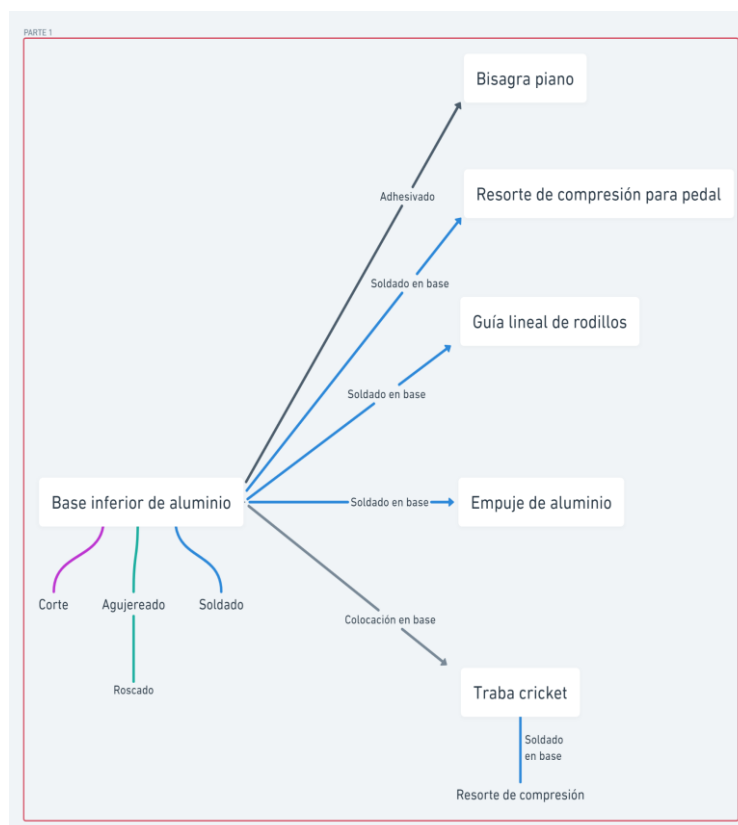 PARTE 1
Bisagra piano
Adhesivado
Resorte de compresión para pedal
Soldado en base
Guía lineal de rodillos
Soldado en base
Base inferior de aluminio
Soldado en base
Empuje de aluminio
Corte
Agujereado
Soldado
Colocación en base
Roscado
Traba cricket
Soldado
en base
Resorte de compresión